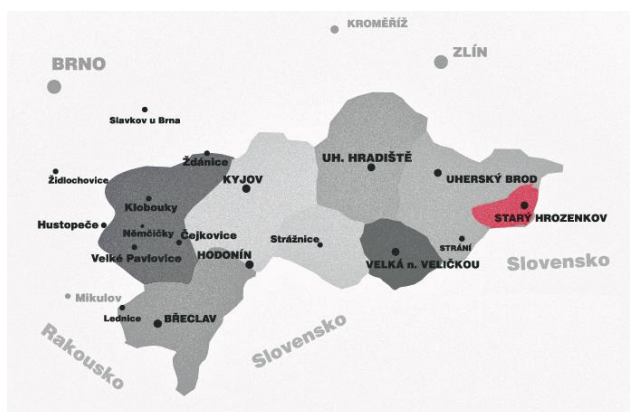 KROMĚŘÍŽ
BRNO
ZLÍN
Slavkov u Brna
Ždánice
UH. HRADIŠTĚ
Židlochovice
KYJOV
UHERSKÝ BROD
Klobouky
STARÝ HROZENKOV
Hustopeče
Němčičky
Čejkovice
Strážnice
STRÁNÍ
Velké Pavlovice
HODONÍN
VELKÁ n. VELIČKOU
Slovensko
Mikulov
Lednice
BŘECLAV
Slovensko
Rakousko